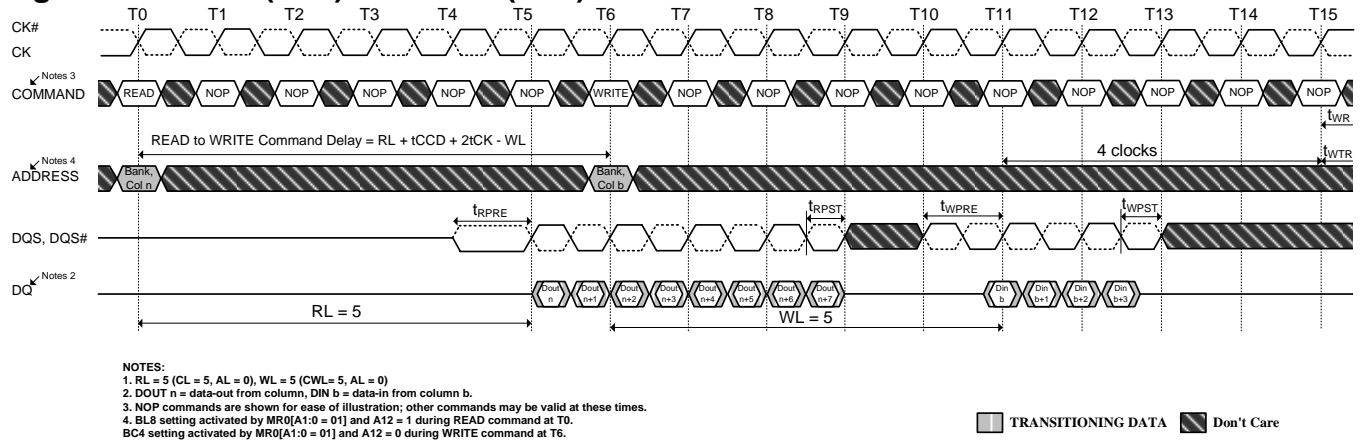 T0 T1 T2 T3 T4 T5 T6 T7 T8 T9 T10 T11 T12 T13 T14 T15
CK#
CK
Notes 3
COMMAND READ NOP NOP NOP NOP NOP WRITE NOP NOP NOP NOP NOP NOP NOP NOP NOP
tWR
READ to WRITE Command Delay = RL + tCCD + 2tCK - WL
4 clocks
tWTR
Notes 4
ADDRESS
Bank, Col n
Bank, Col b
tRPRE tRPST tWPRE tWPST
DQS, DQS#
Notes 2
DQ
Dout n
Dout n+1
Dout n+2
Dout n+3
Dout n+4
Dout n+5
Dout n+6
Dout n+7
Din b
Din b+1
Din b+2
Din b+3
RL = 5 WL = 5
NOTES:
1. RL = 5 (CL = 5, AL = 0), WL = 5 (CWL= 5, AL = 0)
2. DOUT n = data-out from column, DIN b = data-in from column b.
3. NOP commands are shown for ease of illustration; other commands may be valid at these times.
4. BL8 setting activated by MR0[A1:0 = 01] and A12 = 1 during READ command at T0.
BC4 setting activated by MR0[A1:0 = 01] and A12 = 0 during WRITE command at T6.
TRANSITIONING DATA Don't Care